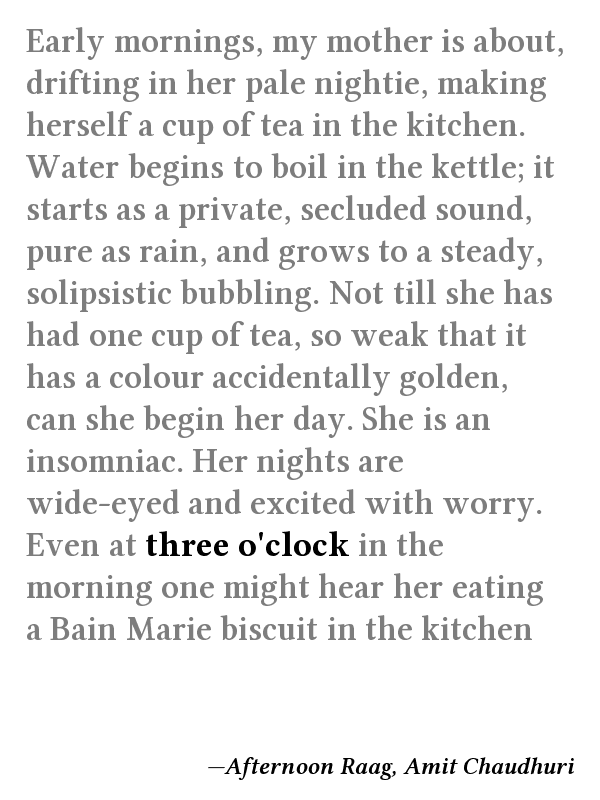 Early mornings, my mother is about,
drifting in her pale nightie, making
herself a cup of tea in the kitchen.
Water begins to boil in the kettle; it
starts as a private, secluded sound,
pure as rain, and grows to a steady,
solipsistic bubbling. Not till she has
had one cup of tea, so weak that it
has a colour accidentally golden,
can she begin her day. She is an
insomniac. Her nights are
wide-eyed and excited with worry.
Even at three o'clock in the
morning one might hear her eating
a Bain Marie biscuit in the kitchen
—Afternoon Raag, Amit Chaudhuri